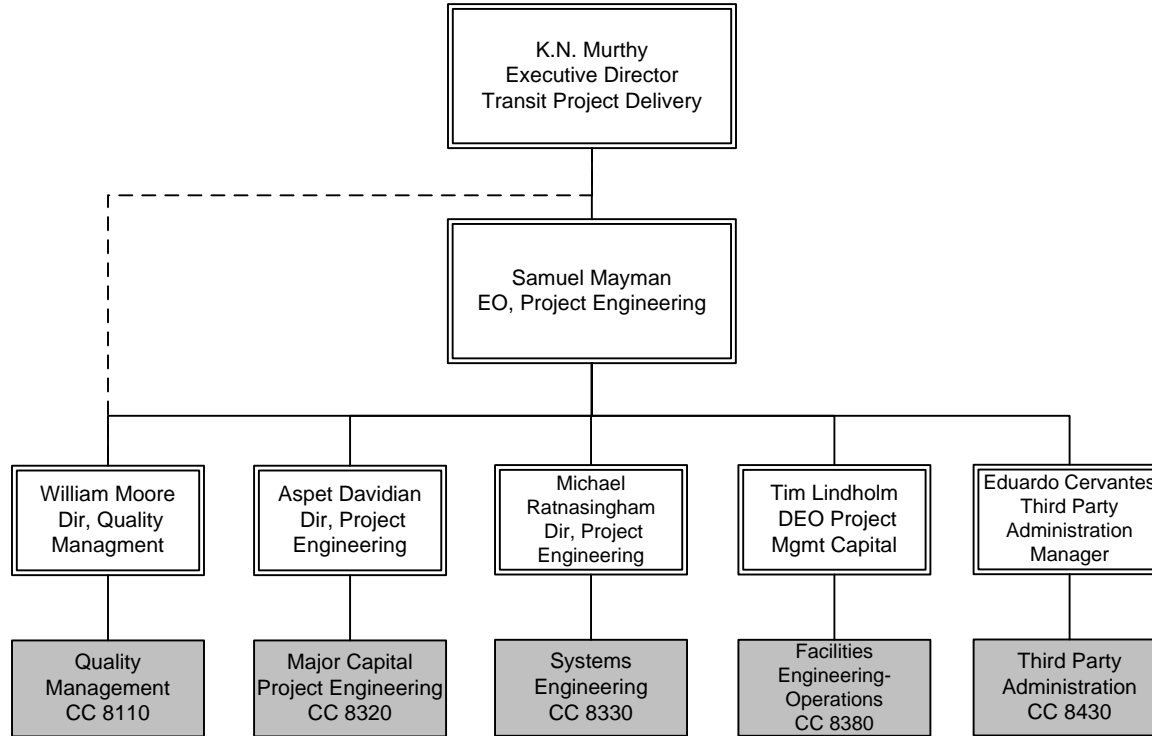 K.N. Murthy
Executive Director
Transit Project Delivery
Samuel Mayman
EO, Project Engineering
William Moore
Dir, Quality
Managment
Aspet Davidian
Dir, Project
Engineering
Michael
Ratnasingham
Dir, Project
Engineering
Tim Lindholm
DEO Project
Mgmt Capital
Eduardo Cervantes
Third Party
Administration
Manager
Quality
Management
CC 8110
Major Capital
Project Engineering
CC 8320
Systems
Engineering
CC 8330
Facilities
Engineering-
Operations
CC 8380
Third Party
Administration
CC 8430